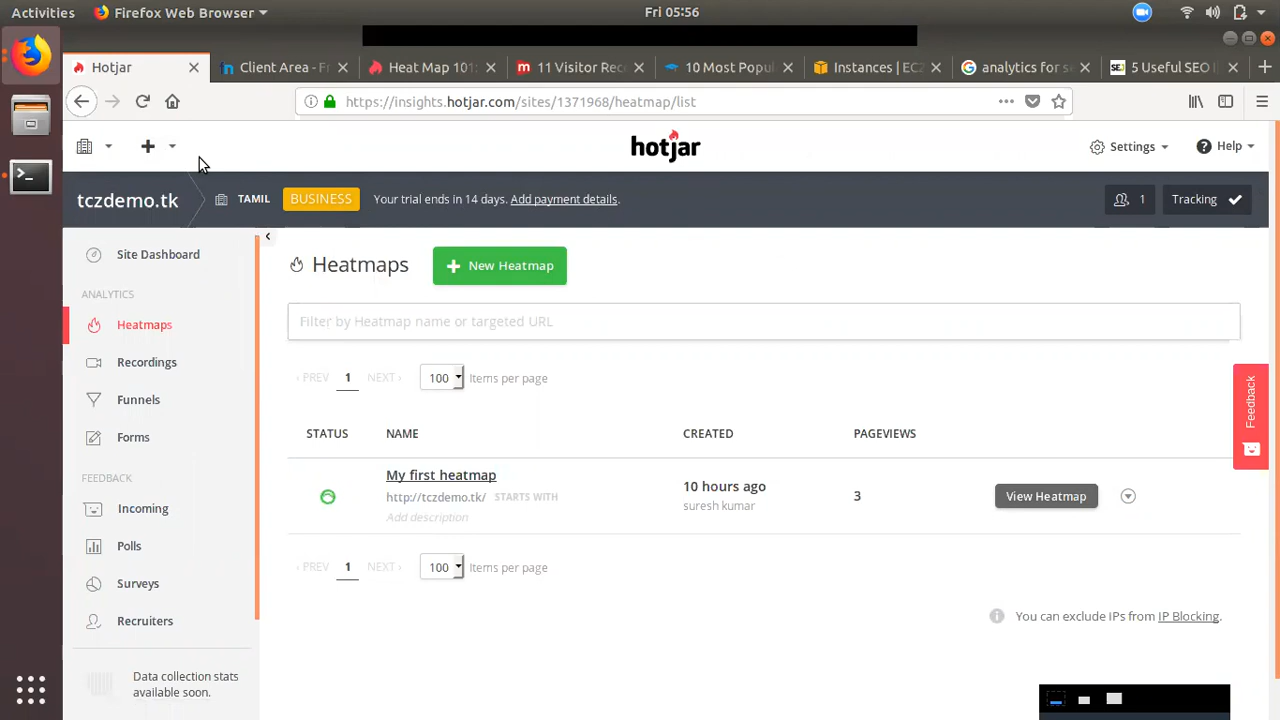 Activities Firefox Web Browser Fri 05:56
Hotjar Client Area - Fr Heat Map 101: 11 Visitor Rec 10 Most Popu Instances | EC2 analytics for se 5 Useful SEO
https://insights.hotjar.com/sites/1371968/heatmap/list
hotjar Settings Help
tczdemo.tk TAMIL BUSINESS Your trial ends in 14 days. Add payment details. 1 Tracking
Site Dashboard
ANALYTICS
Heatmaps
Recordings
Funnels
Forms
FEEDBACK
Incoming
Polls
Surveys
Recruiters
Data collection stats
available soon.
Heatmaps + New Heatmap
Filter by Heatmap name or targeted URL
‹ PREV 1 NEXT › 100 Items per page
STATUS NAME CREATED PAGEVIEWS
My first heatmap
http://tczdemo.tk/ STARTS WITH
Add description
10 hours ago
suresh kumar
3
View Heatmap
‹ PREV 1 NEXT › 100 Items per page
You can exclude IPs from IP Blocking.
Feedback